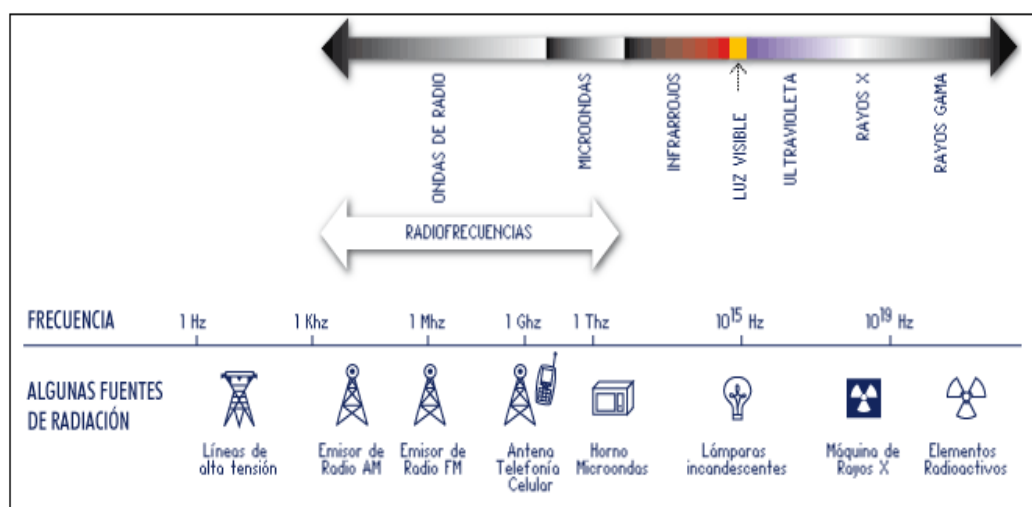 ONDAS DE RADIO
MICROONDAS
INFRARROJOS
LUZ VISIBLE
ULTRAVIOLETA
RAYOS X
RAYOS GAMA
RADIOFRECUENCIAS
FRECUENCIA 1 Hz 1 Khz 1 Mhz 1 Ghz 1 Thz 10¹⁵ Hz 10¹⁹ Hz
ALGUNAS FUENTES
DE RADIACIÓN
Líneas de
alta tensión
Emisor de
Radio AM
Emisor de
Radio FM
Antena
Telefonía
Celular
Horno
Microondas
Lámparas
incandescentes
Máquina de
Rayos X
Elementos
Radioactivos